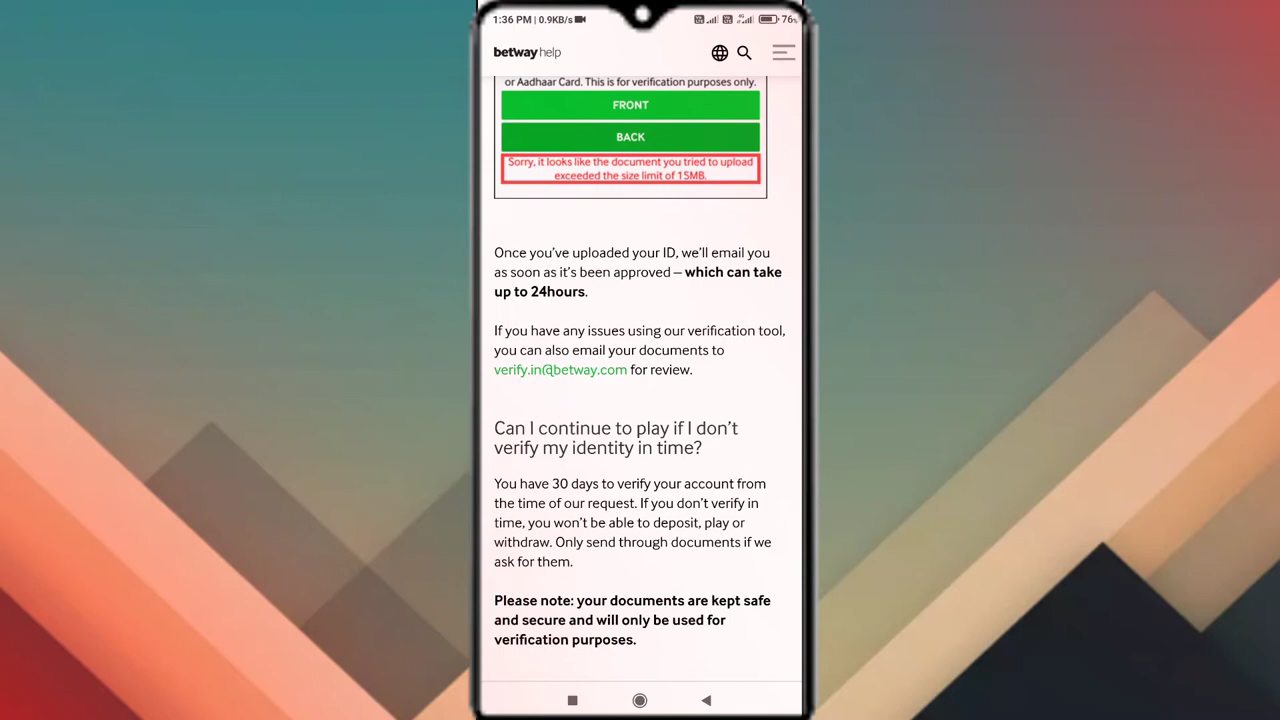 1:36 PM | 0.9KB/s
76
betway help
or Aadhaar Card. This is for verification purposes only.
FRONT
BACK
Sorry, it looks like the document you tried to upload
exceeded the size limit of 15MB.
Once you've uploaded your ID, we'll email you
as soon as it's been approved – which can take
up to 24hours.
If you have any issues using our verification tool,
you can also email your documents to
verify.in@betway.com for review.
Can I continue to play if I don't
verify my identity in time?
You have 30 days to verify your account from
the time of our request. If you don't verify in
time, you won't be able to deposit, play or
withdraw. Only send through documents if we
ask for them.
Please note: your documents are kept safe
and secure and will only be used for
verification purposes.